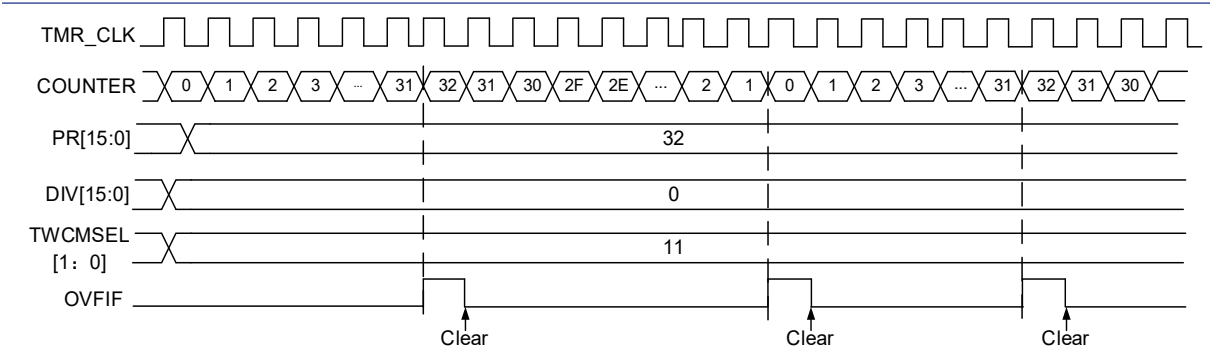 TMR_CLK
COUNTER 0 1 2 3 ... 31 32 31 30 2F 2E ... 2 1 0 1 2 3 ... 31 32 31 30
PR[15:0] 32
DIV[15:0] 0
TWCMSEL
[1：0] 11
OVFIF
Clear Clear Clear